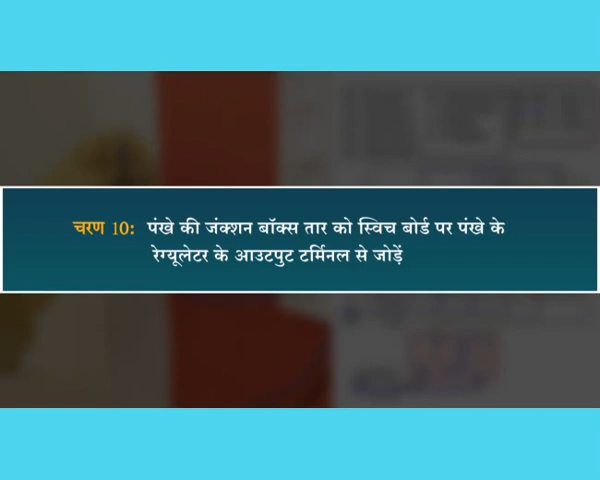 चरण 10: पंखे की जंक्शन बॉक्स तार को स्विच बोर्ड पर पंखे के
रेग्यूलेटर के आउटपुट टर्मिनल से जोड़ें